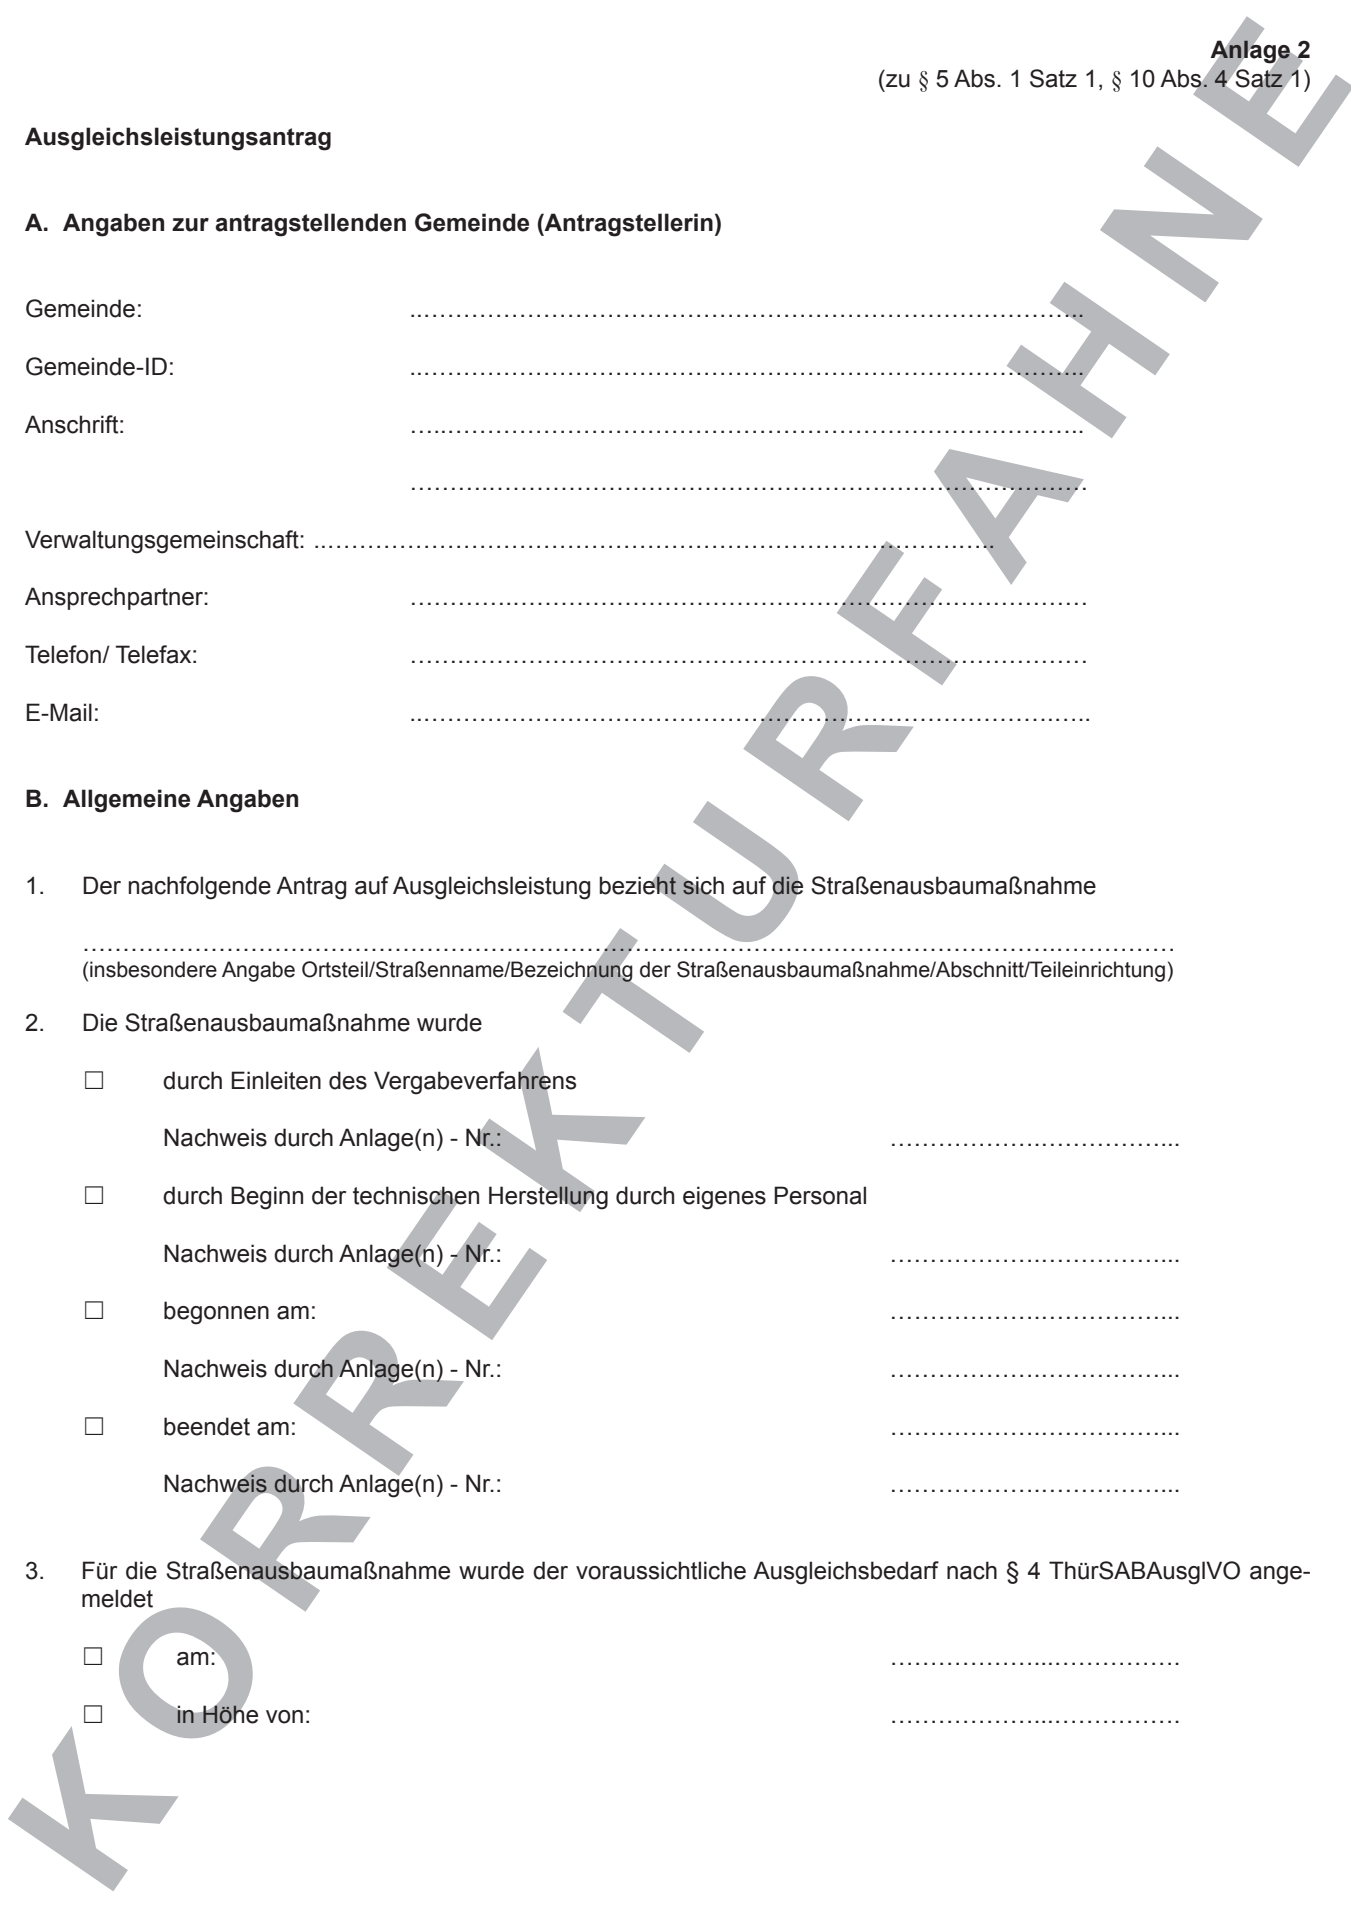 Anlage 2
(zu § 5 Abs. 1 Satz 1, § 10 Abs. 4 Satz 1)
Ausgleichsleistungsantrag
A. Angaben zur antragstellenden Gemeinde (Antragstellerin)
Gemeinde: ..……………………………………………………………………..
Gemeinde-ID: ..……………………………………………………………………..
Anschrift: …..…………………………………………………………………..
……….………………………………………………………………
Verwaltungsgemeinschaft: ..…………………………………………………………………….
Ansprechpartner: ………….……………………………………………………………
Telefon/ Telefax: …….…………………………………………………………………
E-Mail: ..…………………………………………………………………….….
B. Allgemeine Angaben
1. Der nachfolgende Antrag auf Ausgleichsleistung bezieht sich auf die Straßenausbaumaßnahme
……………………………………………………………….……………………………………………………
(insbesondere Angabe Ortsteil/Straßenname/Bezeichnung der Straßenausbaumaßnahme/Abschnitt/Teileinrichtung)
2. Die Straßenausbaumaßnahme wurde
☐ durch Einleiten des Vergabeverfahrens
Nachweis durch Anlage(n) - Nr.: ……………….……………...
☐ durch Beginn der technischen Herstellung durch eigenes Personal
Nachweis durch Anlage(n) - Nr.: ……………….……………...
☐ begonnen am: ……………….……………...
Nachweis durch Anlage(n) - Nr.: ……………….……………...
☐ beendet am: ……………….……………...
Nachweis durch Anlage(n) - Nr.: ……………….……………...
3. Für die Straßenausbaumaßnahme wurde der voraussichtliche Ausgleichsbedarf nach § 4 ThürSABAusglVO ange-
meldet
☐ am: ………………...…………….
☐ in Höhe von: ………………...…………….
KORREKTURFAHNE